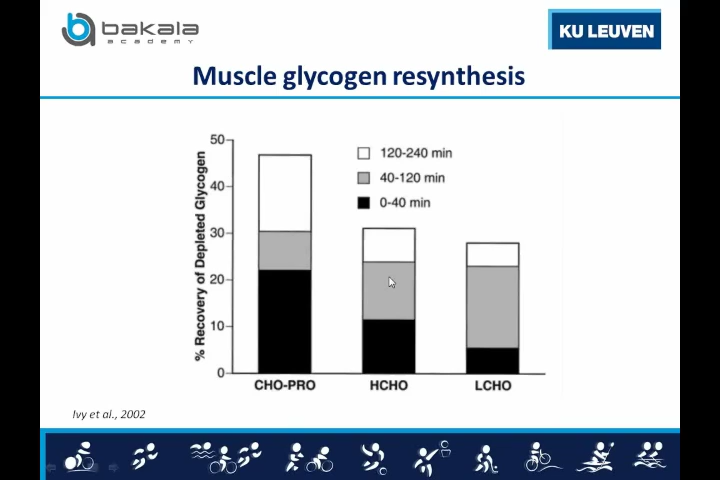 bakala
academy
KU LEUVEN
Muscle glycogen resynthesis
% Recovery of Depleted Glycogen
50
40
30
20
10
0
120-240 min
40-120 min
0-40 min
CHO-PRO
HCHO
LCHO
Ivy et al., 2002